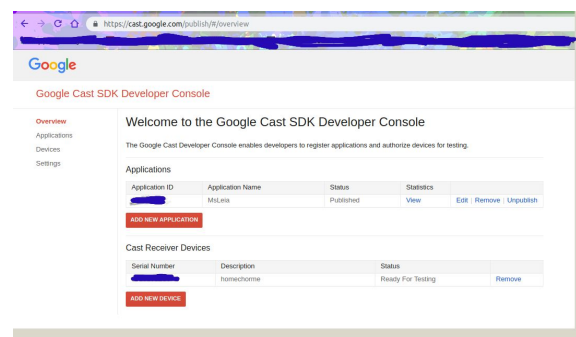 https://cast.google.com/publish/#/overview
Google
Google Cast SDK Developer Console
Overview
Applications
Devices
Settings
Welcome to the Google Cast SDK Developer Console
The Google Cast Developer Console enables developers to register applications and authorize devices for testing.
Applications
Application ID Application Name Status Statistics
MsLeia Published View Edit | Remove | Unpublish
ADD NEW APPLICATION
Cast Receiver Devices
Serial Number Description Status
homechorme Ready For Testing Remove
ADD NEW DEVICE